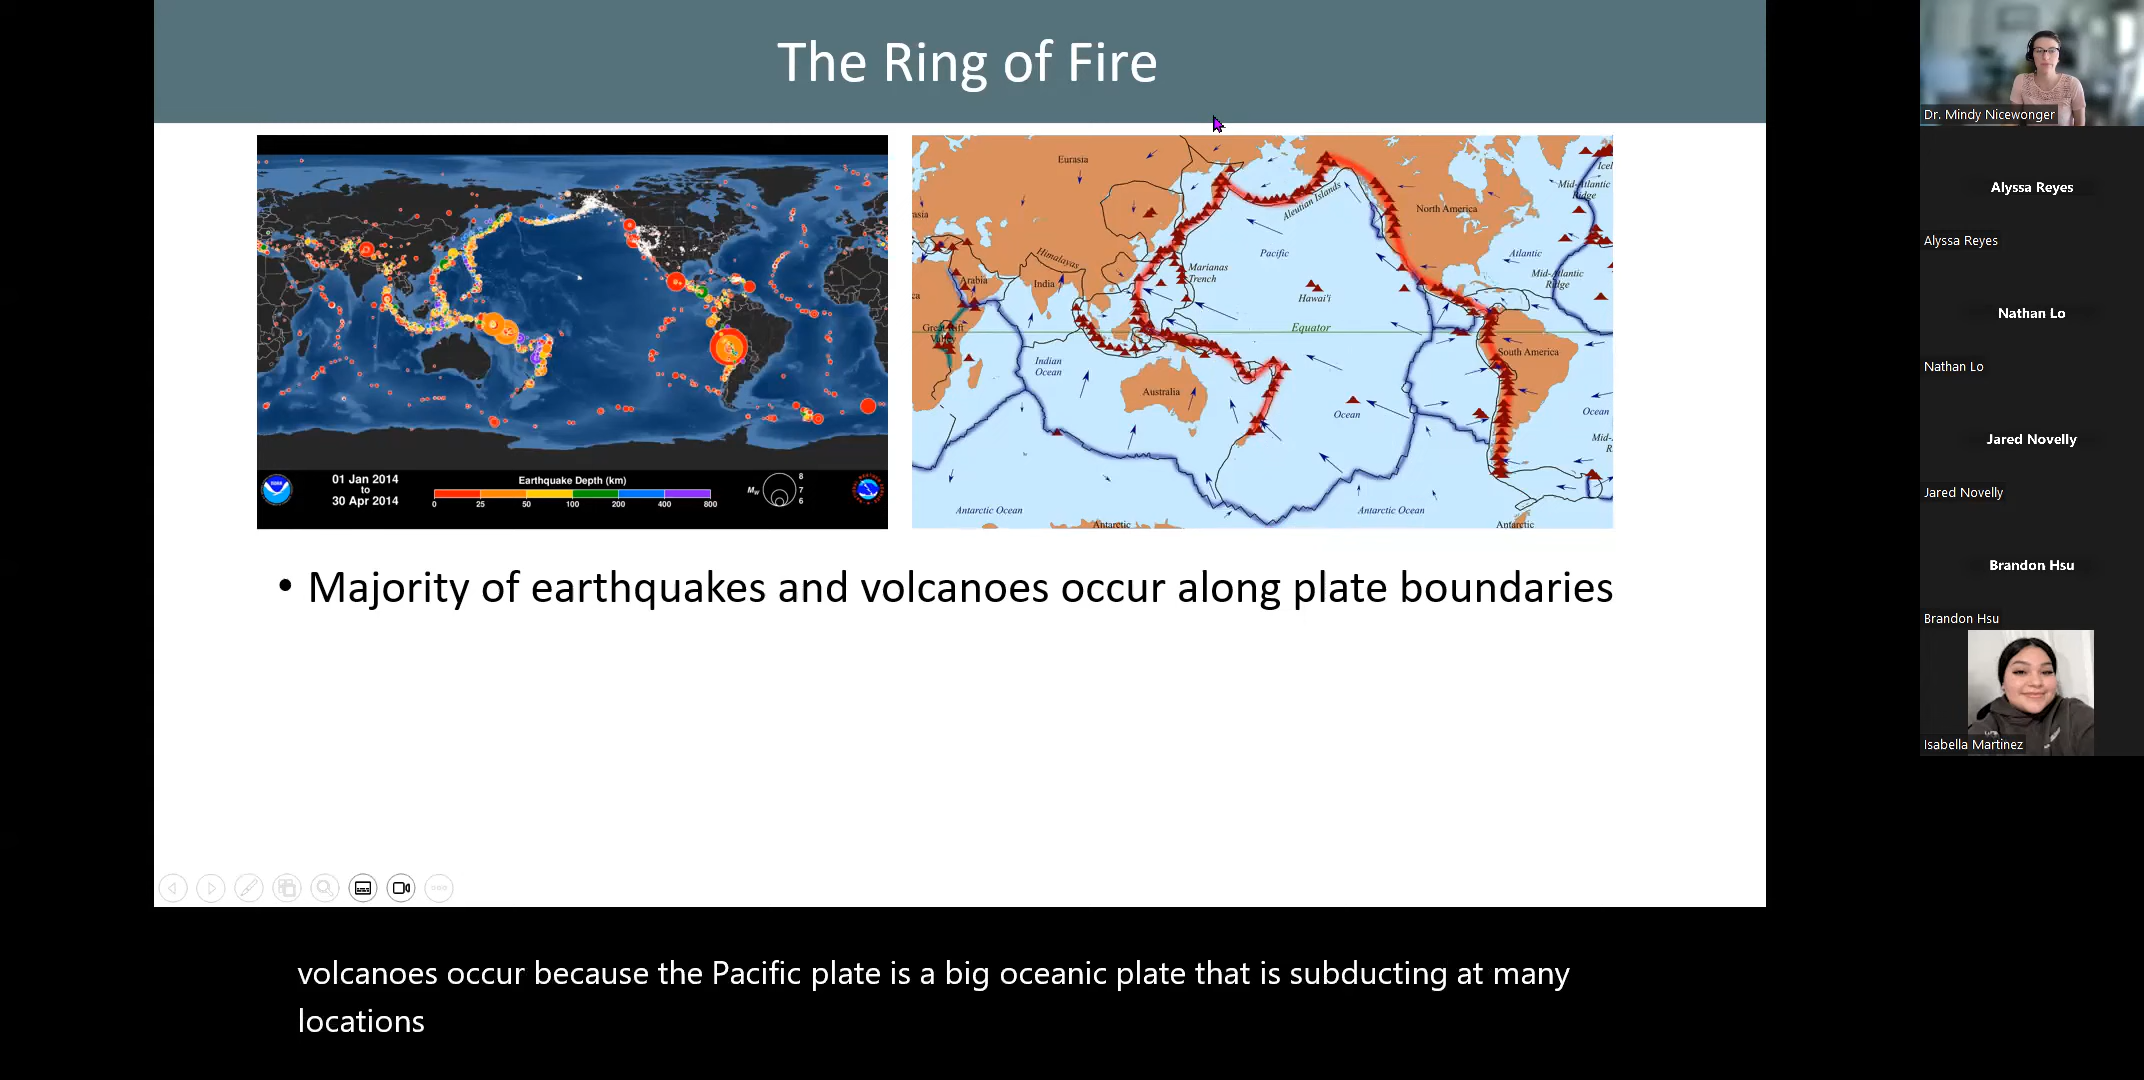 The Ring of Fire
01 Jan 2014
to
30 Apr 2014
Earthquake Depth (km)
0 25 50 100 200 400 800
Mw
8
7
6
Eurasia
asia
Himalayas
Arabia
India
ca
Great Rift
Valley
Indian
Ocean
Australia
Marianas
Trench
Aleutian Islands
Pacific
Hawai'i
Equator
Ocean
North America
South America
Atlantic
Mid-Atlantic
Ridge
Mid-Atlantic
Ridge
Icel
Ocean
Mid-
R.
Antarctic Ocean
Antarctic
Antarctic Ocean
Antarctic
• Majority of earthquakes and volcanoes occur along plate boundaries
volcanoes occur because the Pacific plate is a big oceanic plate that is subducting at many
locations
Dr. Mindy Nicewonger
Alyssa Reyes
Alyssa Reyes
Nathan Lo
Nathan Lo
Jared Novelly
Jared Novelly
Brandon Hsu
Brandon Hsu
Isabella Martinez